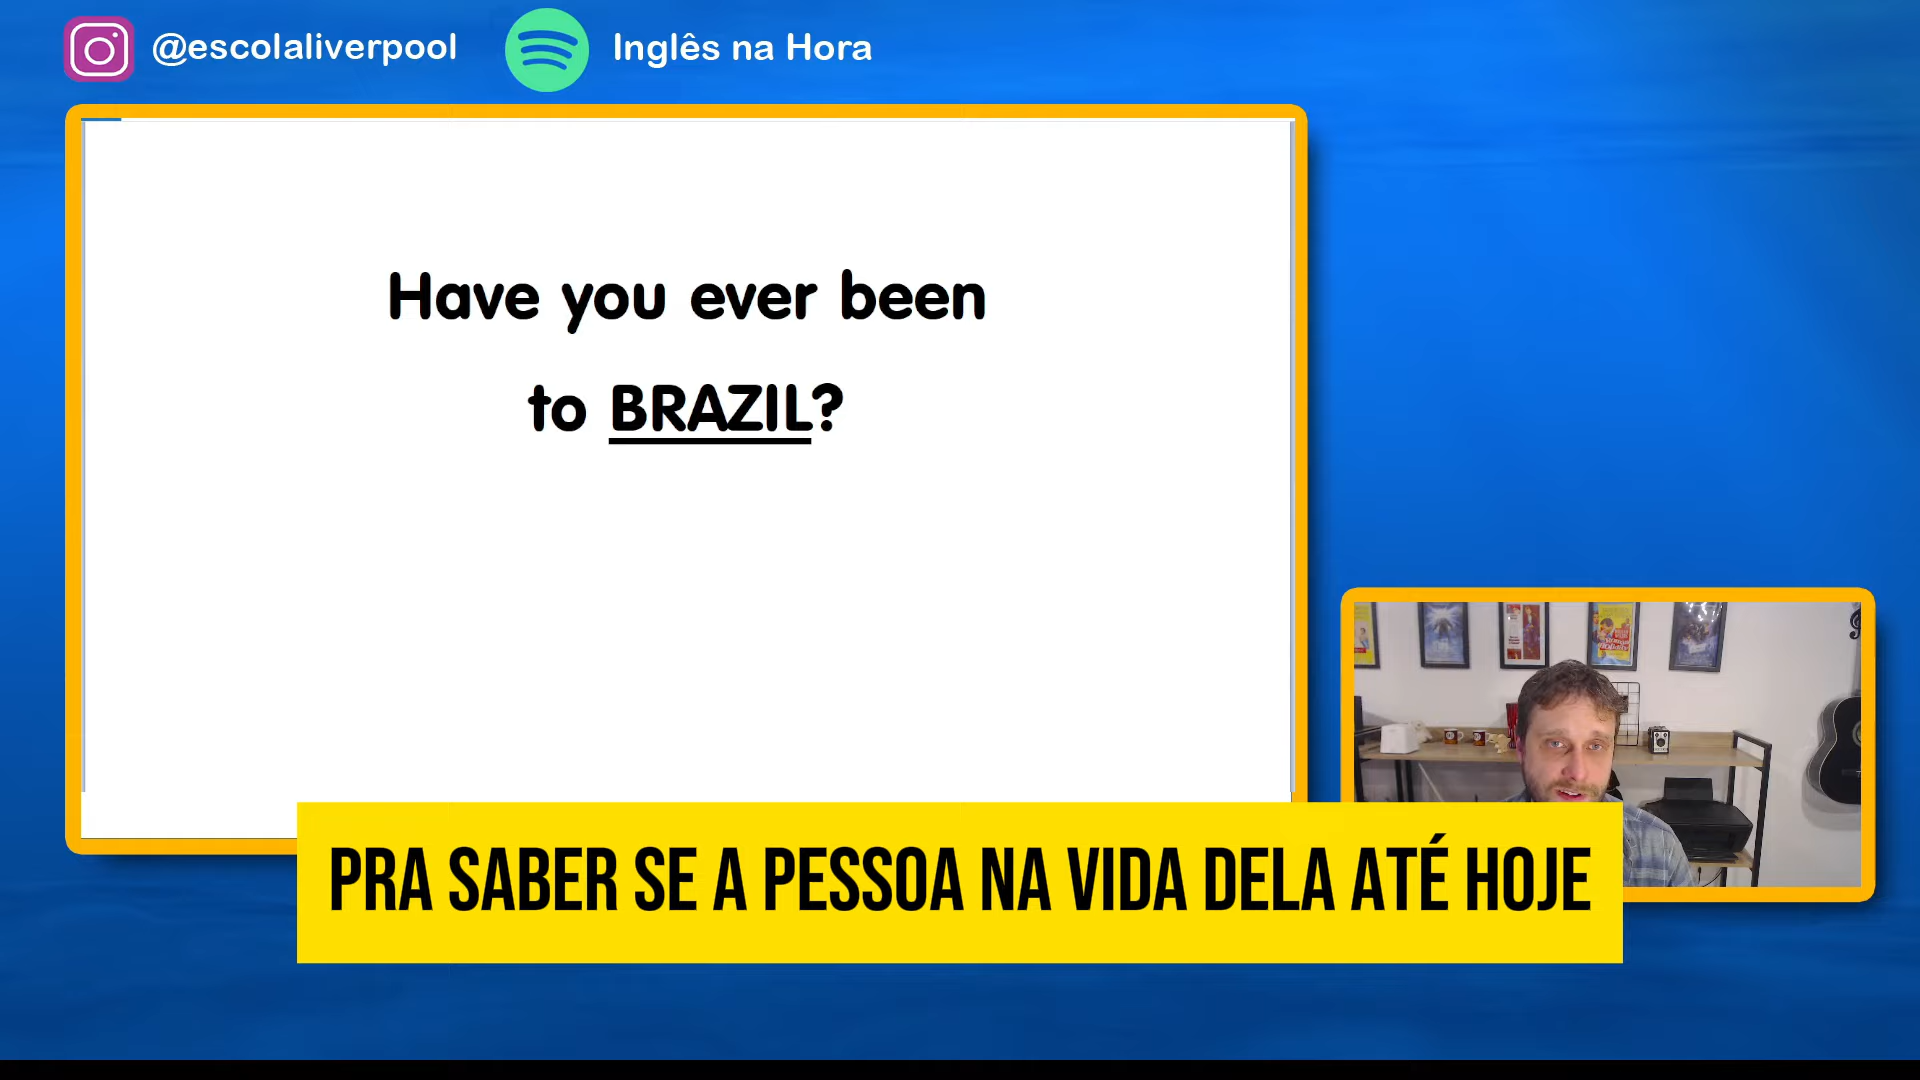 @escolaliverpool
Inglês na Hora
Have you ever been
to BRAZIL?
PRA SABER SE A PESSOA NA VIDA DELA ATÉ HOJE